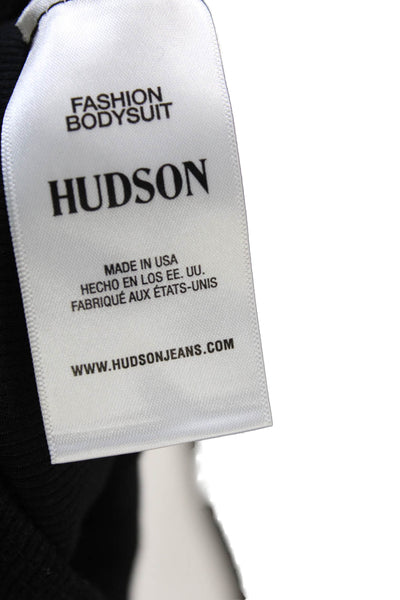 FASHION
BODYSUIT
HUDSON
MADE IN USA
HECHO EN LOS EE. UU.
FABRIQUÉ AUX ÉTATS-UNIS
WWW.HUDSONJEANS.COM